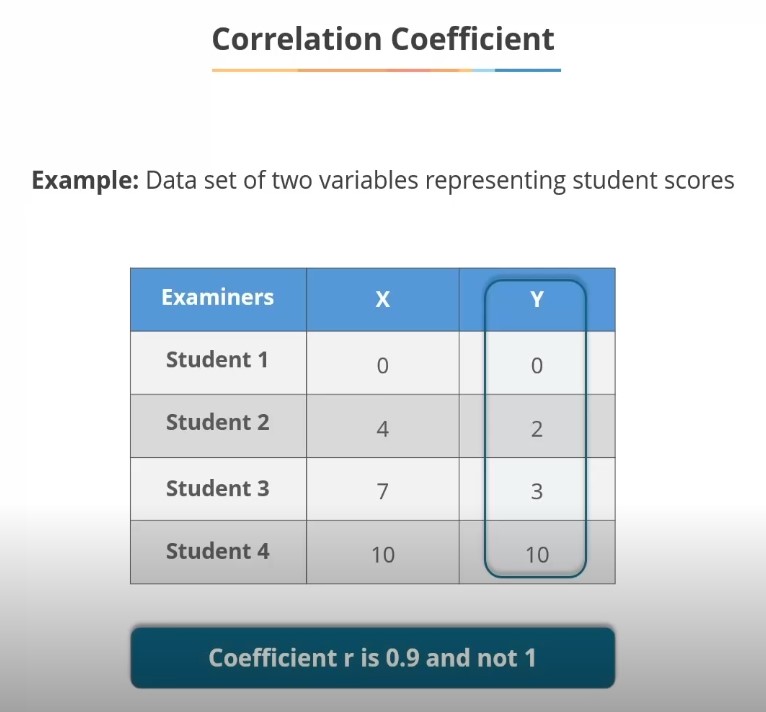 Correlation Coefficient
Example: Data set of two variables representing student scores
Examiners X Y
Student 1 0 0
Student 2 4 2
Student 3 7 3
Student 4 10 10
Coefficient r is 0.9 and not 1